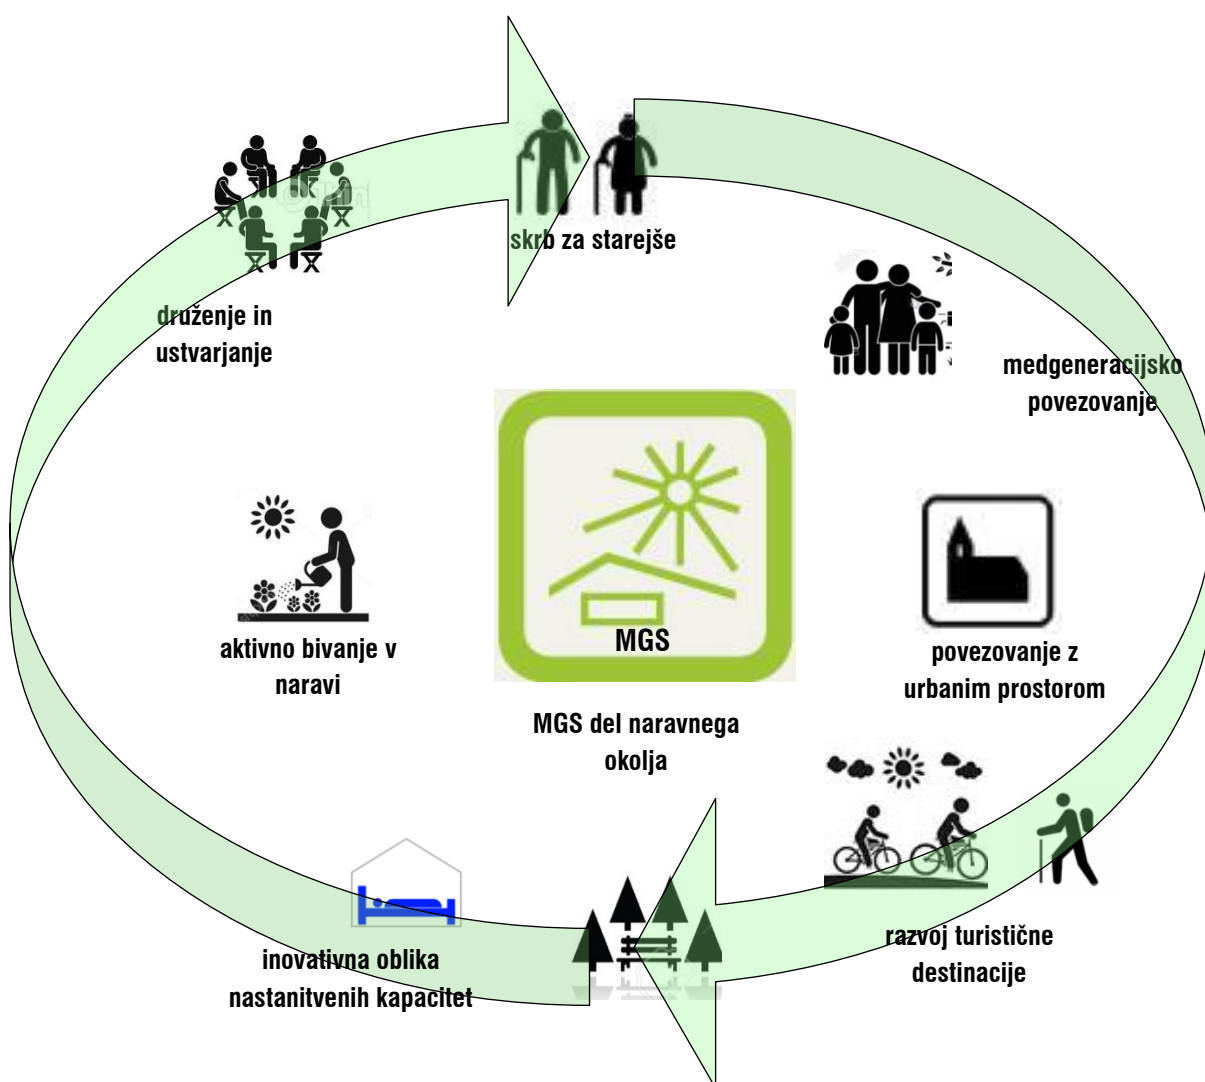 skrb za starejše
druženje in
ustvarjanje
medgeneracijsko
povezovanje
aktivno bivanje v
naravi
MGS
povezovanje z
urbanim prostorom
MGS del naravnega
okolja
razvoj turistične
destinacije
inovativna oblika
nastanitvenih kapacitet